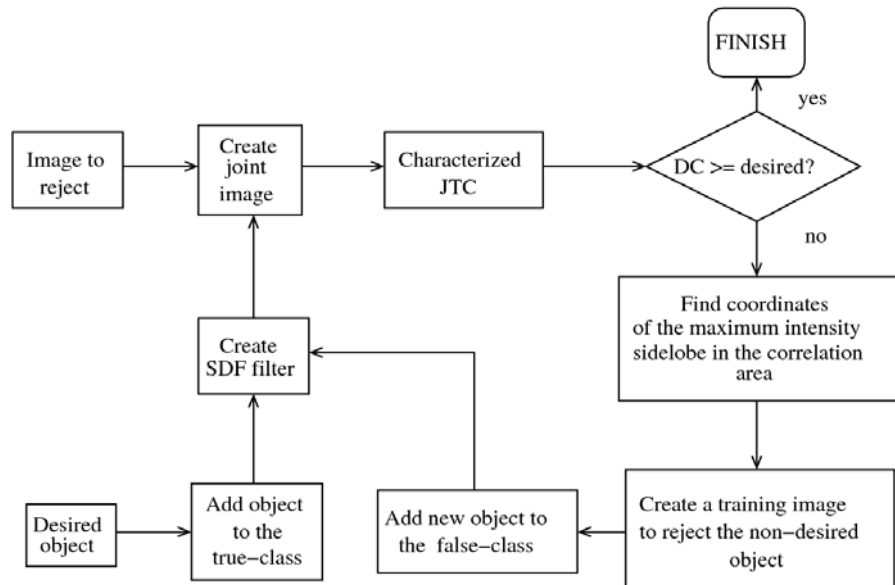 FINISH
yes
Image to
reject
Create
joint
image
Characterized
JTC
DC >= desired?
no
Find coordinates
of the maximum intensity
sidelobe in the correlation
area
Create
SDF filter
Desired
object
Add object
to the
true-class
Add new object to
the false-class
Create a training image
to reject the non-desired
object